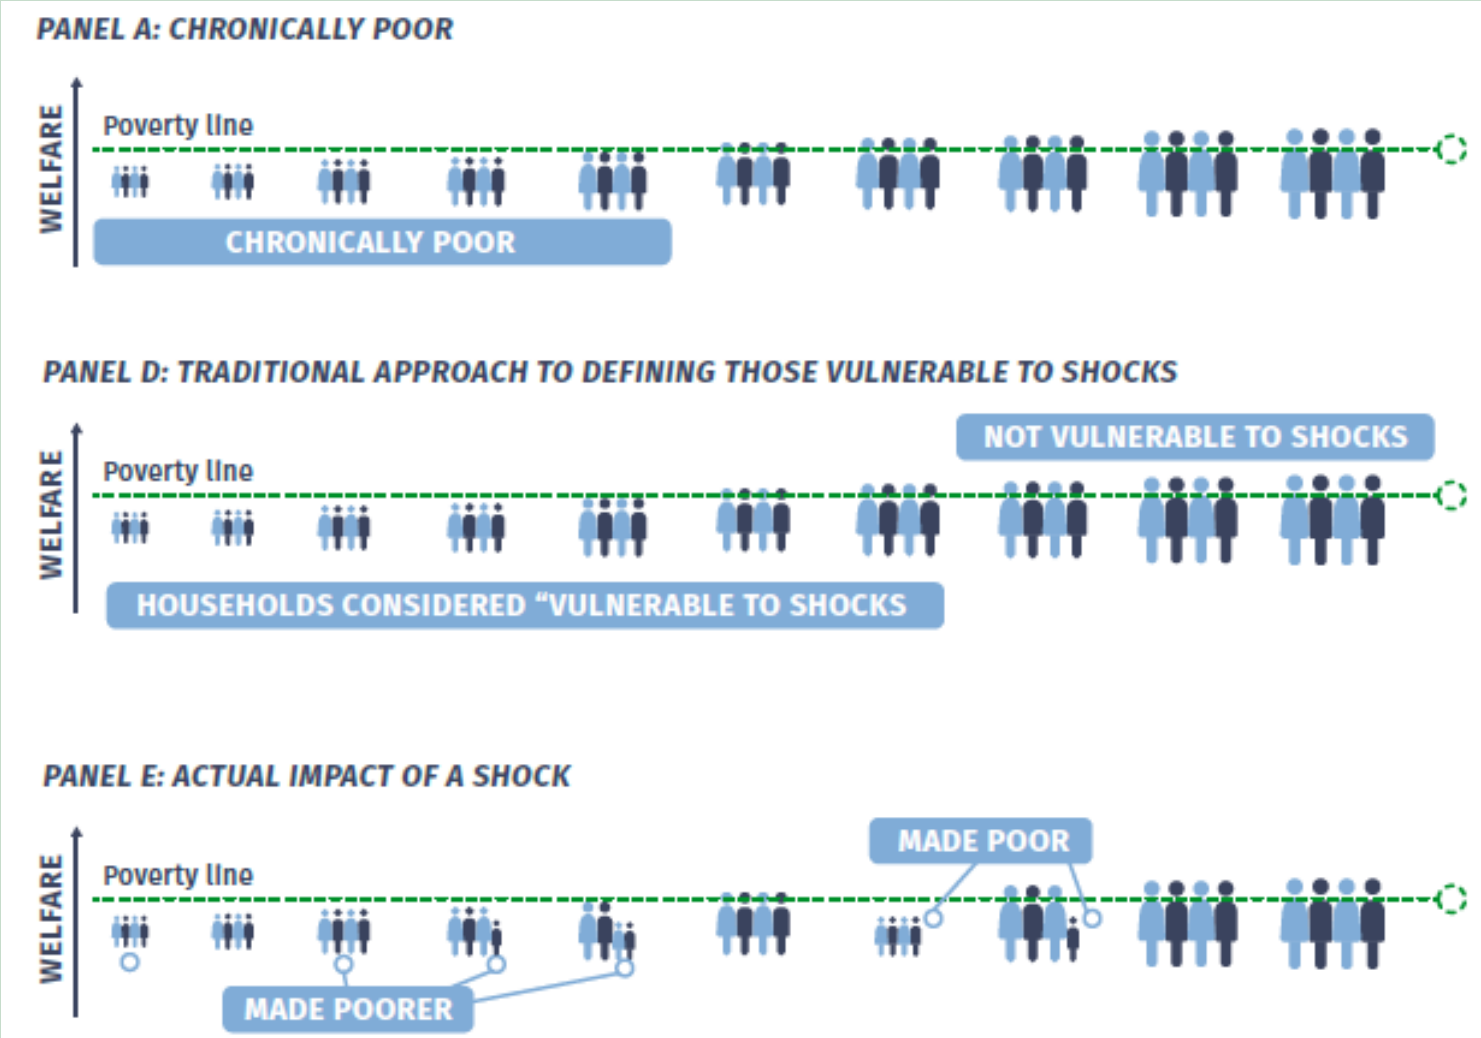 PANEL A: CHRONICALLY POOR
WELFARE
Poverty line
CHRONICALLY POOR
PANEL D: TRADITIONAL APPROACH TO DEFINING THOSE VULNERABLE TO SHOCKS
NOT VULNERABLE TO SHOCKS
WELFARE
Poverty line
HOUSEHOLDS CONSIDERED “VULNERABLE TO SHOCKS
PANEL E: ACTUAL IMPACT OF A SHOCK
MADE POOR
WELFARE
Poverty line
MADE POORER